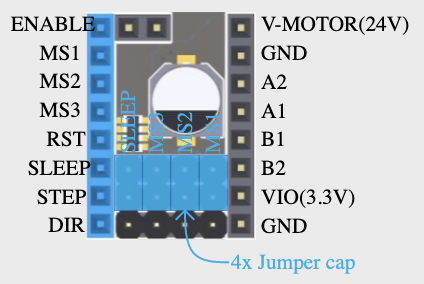 ENABLE
MS1
MS2
MS3
RST
SLEEP
STEP
DIR
SLEEP
MS3
MS2
MS1
V-MOTOR(24V)
GND
A2
A1
B1
B2
VIO(3.3V)
GND
4x Jumper cap